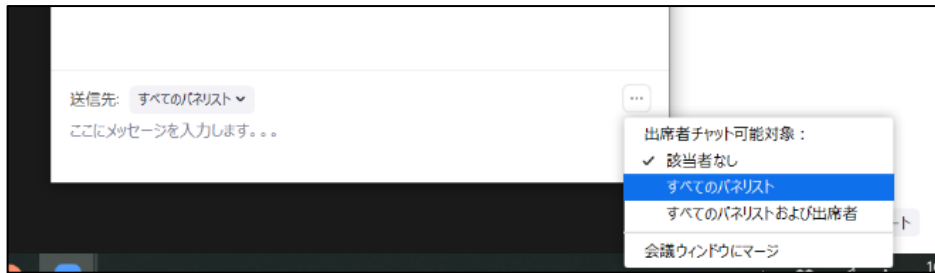 送信先: すべてのパネリスト
ここにメッセージを入力します。。。
出席者チャット可能対象：
✓ 該当者なし
すべてのパネリスト
すべてのパネリストおよび出席者
会議ウィンドウにマージ